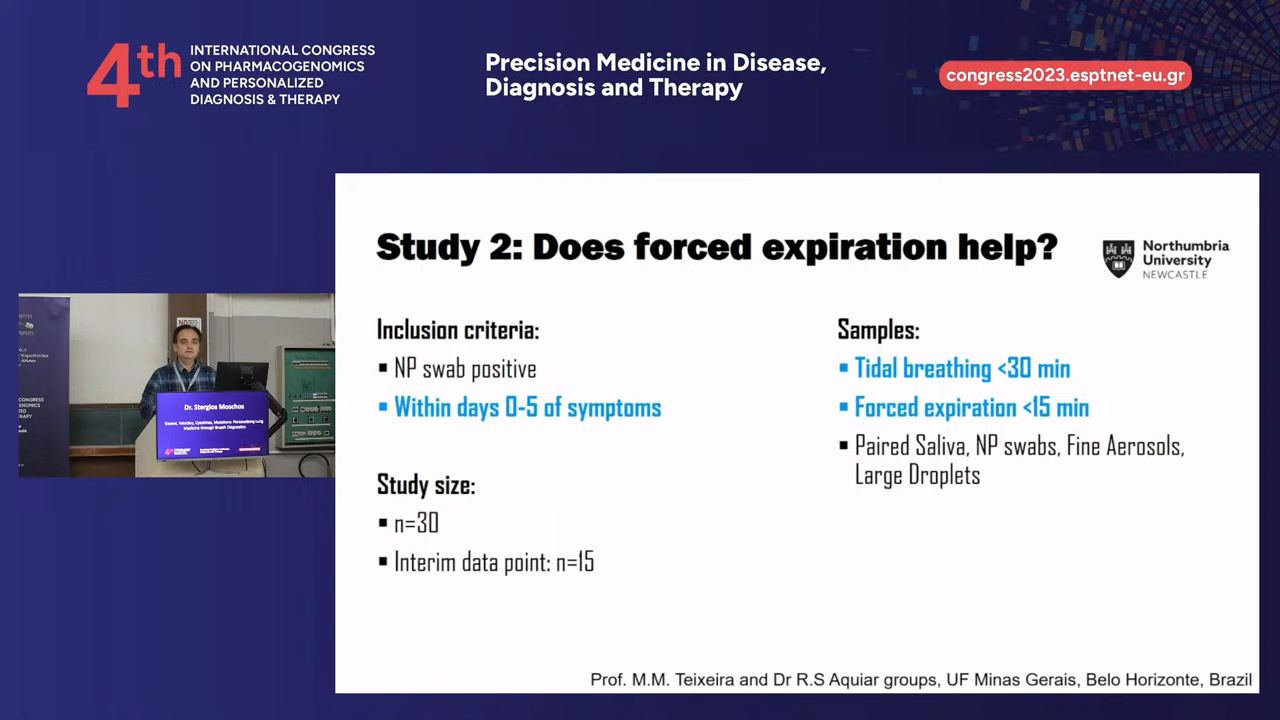 4th
INTERNATIONAL CONGRESS
ON PHARMACOGENOMICS
AND PERSONALIZED
DIAGNOSIS & THERAPY
Precision Medicine in Disease,
Diagnosis and Therapy
congress2023.esptnet-eu.gr
Study 2: Does forced expiration help?
Northumbria
University
NEWCASTLE
Inclusion criteria:
▪ NP swab positive
▪ Within days 0-5 of symptoms
Study size:
▪ n=30
▪ Interim data point: n=15
Samples:
▪ Tidal breathing <30 min
▪ Forced expiration <15 min
▪ Paired Saliva, NP swabs, Fine Aerosols,
Large Droplets
Prof. M.M. Teixeira and Dr R.S Aquiar groups, UF Minas Gerais, Belo Horizonte, Brazil
Dr. Stergios Moschos
Medicine through Breath Diagnostics